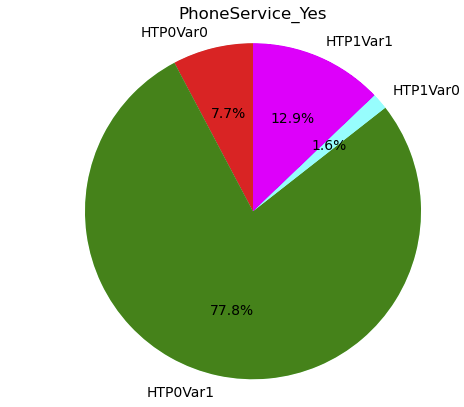 PhoneService_Yes
HTP0Var0
HTP1Var1
HTP1Var0
7.7%
12.9%
1.6%
77.8%
HTP0Var1